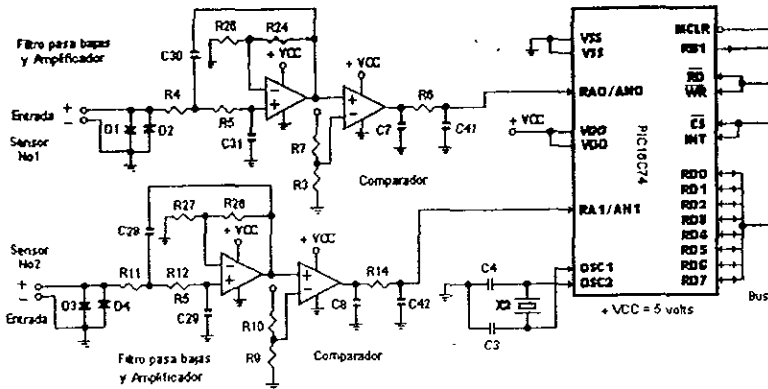 Filtro pasa bajas
y Amplificador
R26
R24
+ VCC
C30
+ VCC
Entrada
+
−
R4
R5
D1
D2
C31
Sensor
No1
−
+
+
−
R7
R3
C7
R6
C41
Comparador
R27
R26
+ VCC
C28
+ VCC
Sensor
No2
+
−
Entrada
R11
R12
R5
D3
D4
C29
−
+
+
−
R10
R9
C8
R14
C42
Filtro pasa bajas
y Amplificador
Comparador
VSS
VSS
RA0/AN0
+ VCC
VDD
VDD
RA1/AN1
OSC1
OSC2
C4
X2
C3
PIC16C74
MCLR
RB1
RD
WR
CS
INT
RD0
RD1
RD2
RD3
RD4
RD5
RD6
RD7
Bus
+ VCC = 5 volts